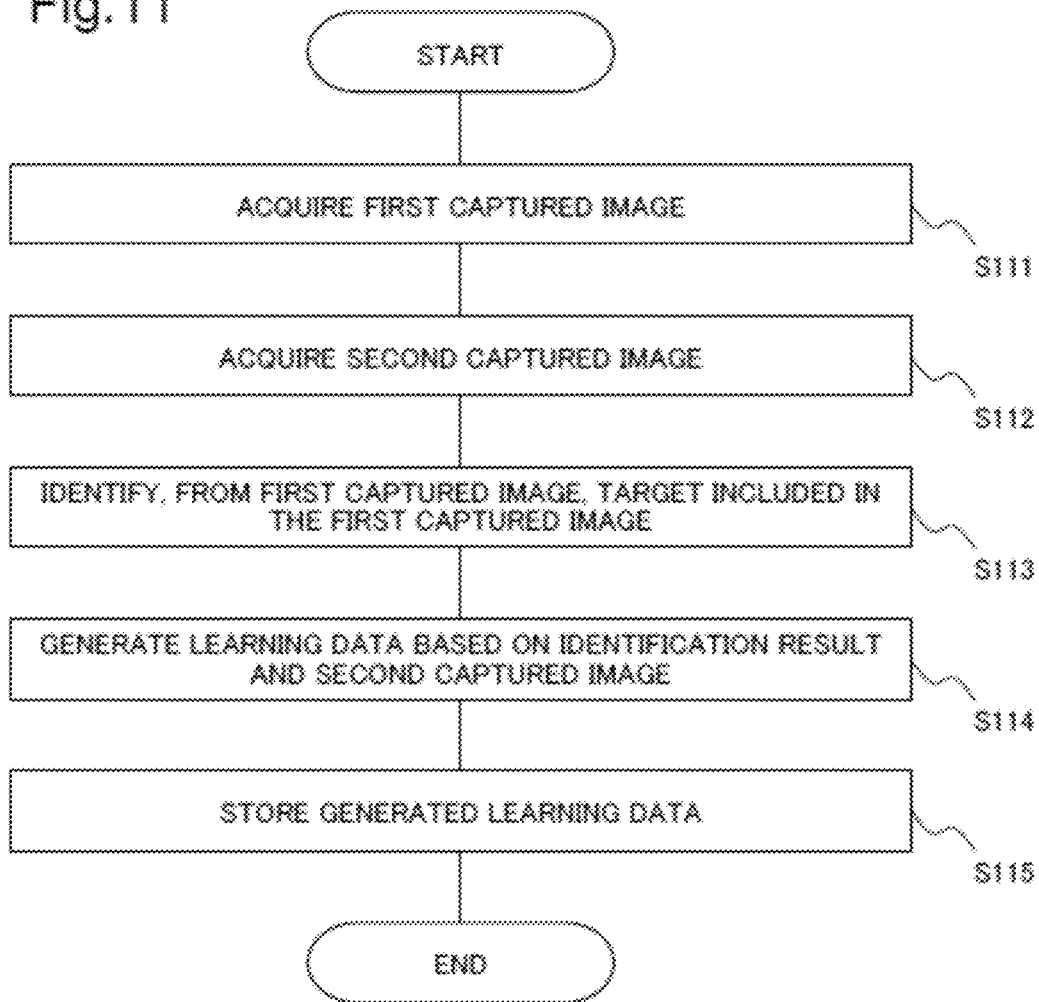 Fig.11
START
ACQUIRE FIRST CAPTURED IMAGE
S111
ACQUIRE SECOND CAPTURED IMAGE
S112
IDENTIFY, FROM FIRST CAPTURED IMAGE, TARGET INCLUDED IN
THE FIRST CAPTURED IMAGE
S113
GENERATE LEARNING DATA BASED ON IDENTIFICATION RESULT
AND SECOND CAPTURED IMAGE
S114
STORE GENERATED LEARNING DATA
S115
END